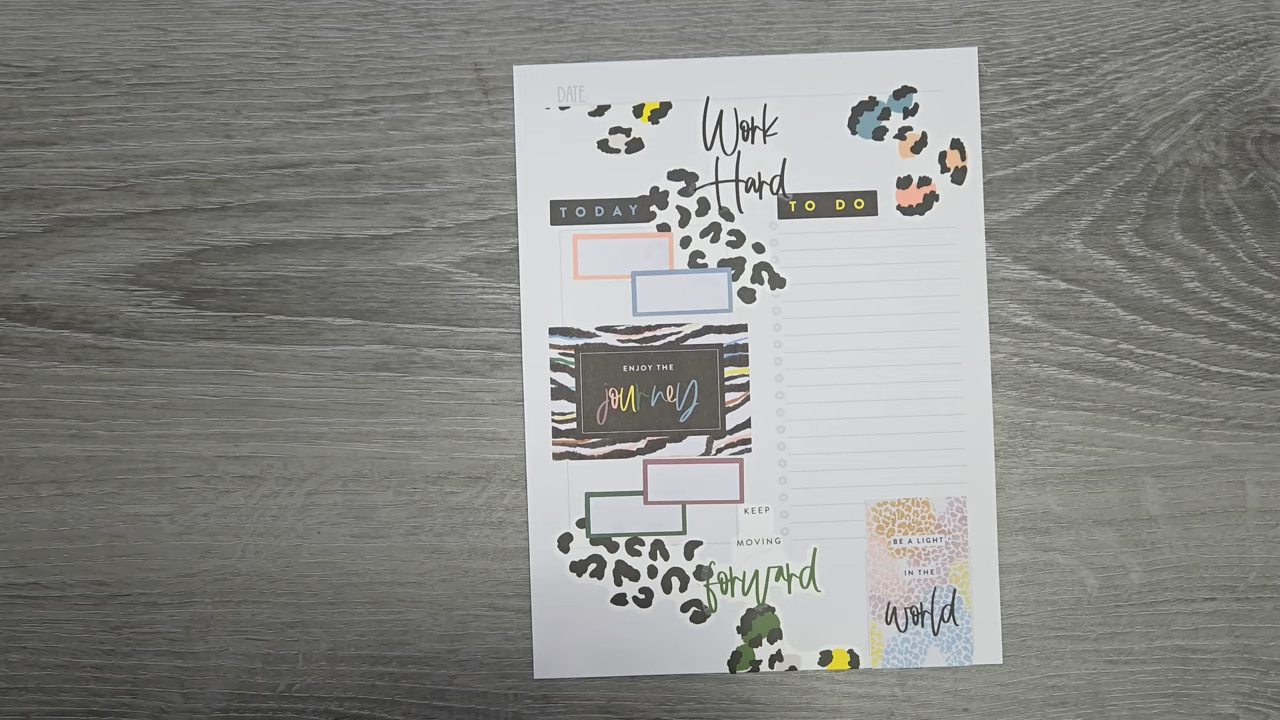 DATE
Work
Hard
TODAY
TO DO
ENJOY THE
journey
KEEP
MOVING
forward
BE A LIGHT
IN THE
world